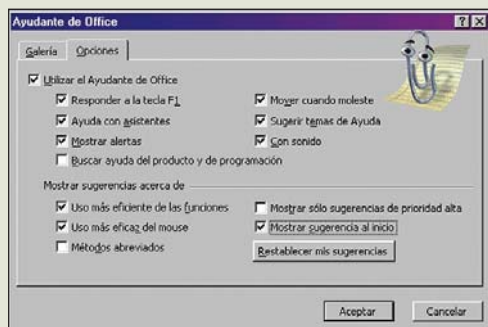 Ayudante de Office
Galería Opciones
Utilizar el Ayudante de Office
Responder a la tecla F1 Mover cuando moleste
Ayuda con asistentes Sugerir temas de Ayuda
Mostrar alertas Con sonido
Buscar ayuda del producto y de programación
Mostrar sugerencias acerca de
Uso más eficiente de las funciones Mostrar sólo sugerencias de prioridad alta
Uso más eficaz del mouse Mostrar sugerencia al inicio
Métodos abreviados Restablecer mis sugerencias
Aceptar Cancelar